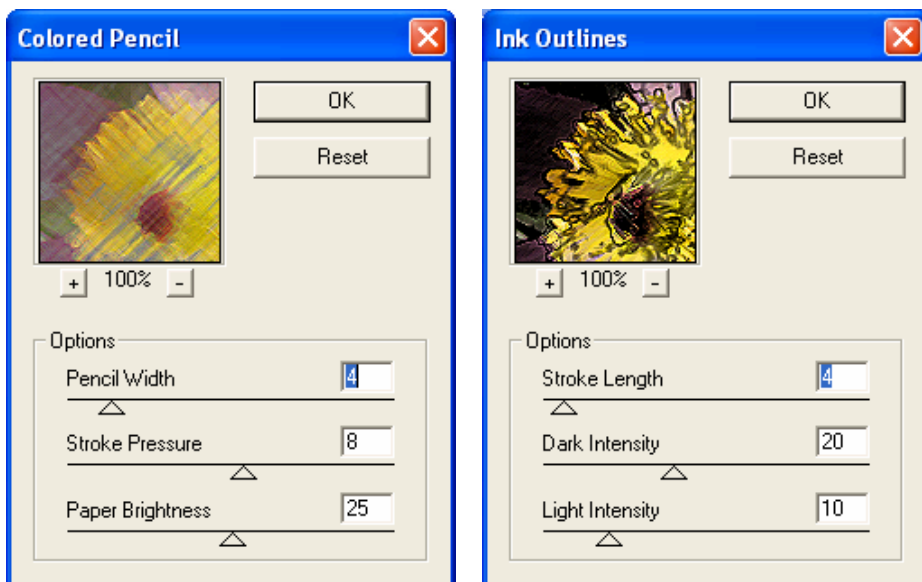 Colored Pencil
OK
Reset
+ 100% -
Options
Pencil Width 4
Stroke Pressure 8
Paper Brightness 25
Ink Outlines
OK
Reset
+ 100% -
Options
Stroke Length 4
Dark Intensity 20
Light Intensity 10